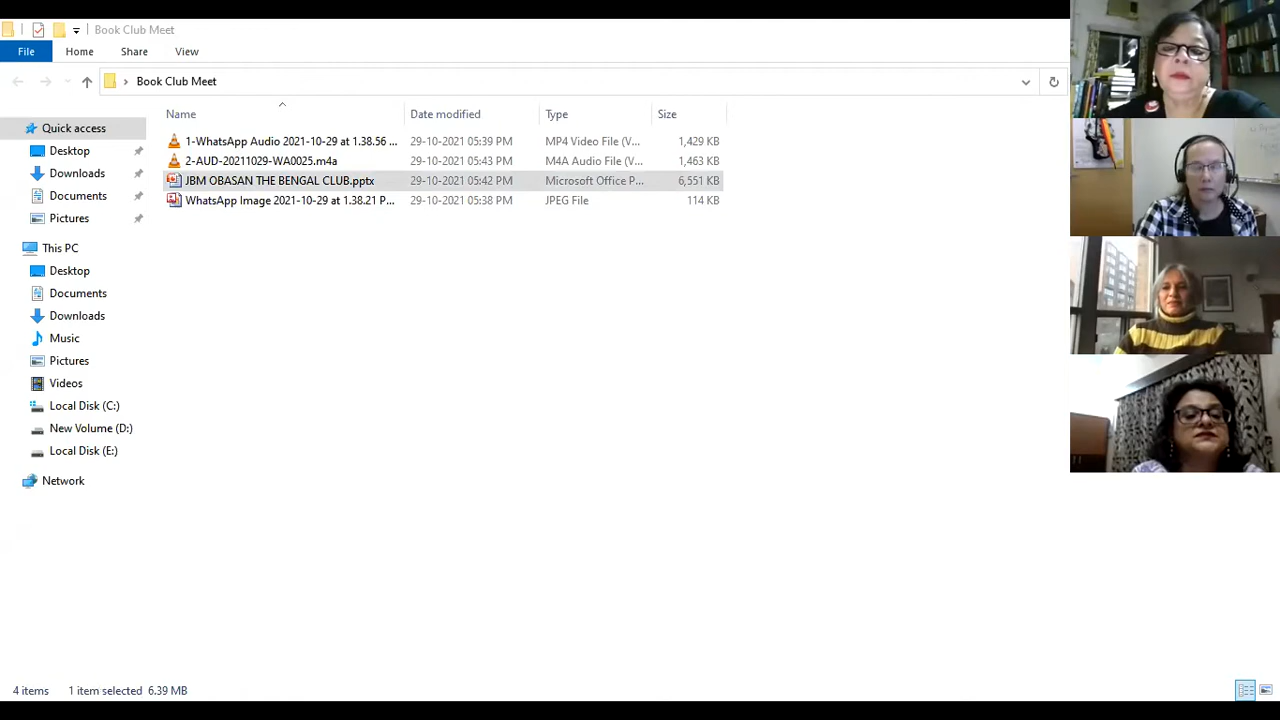 Book Club Meet
File Home Share View
Book Club Meet
Name Date modified Type Size
Quick access
Desktop
Downloads
Documents
Pictures
This PC
Desktop
Documents
Downloads
Music
Pictures
Videos
Local Disk (C:)
New Volume (D:)
Local Disk (E:)
Network
1-WhatsApp Audio 2021-10-29 at 1.38.56 ... 29-10-2021 05:39 PM MP4 Video File (V... 1,429 KB
2-AUD-20211029-WA0025.m4a 29-10-2021 05:43 PM M4A Audio File (V... 1,463 KB
JBM OBASAN THE BENGAL CLUB.pptx 29-10-2021 05:42 PM Microsoft Office P... 6,551 KB
WhatsApp Image 2021-10-29 at 1.38.21 P... 29-10-2021 05:38 PM JPEG File 114 KB
4 items 1 item selected 6.39 MB